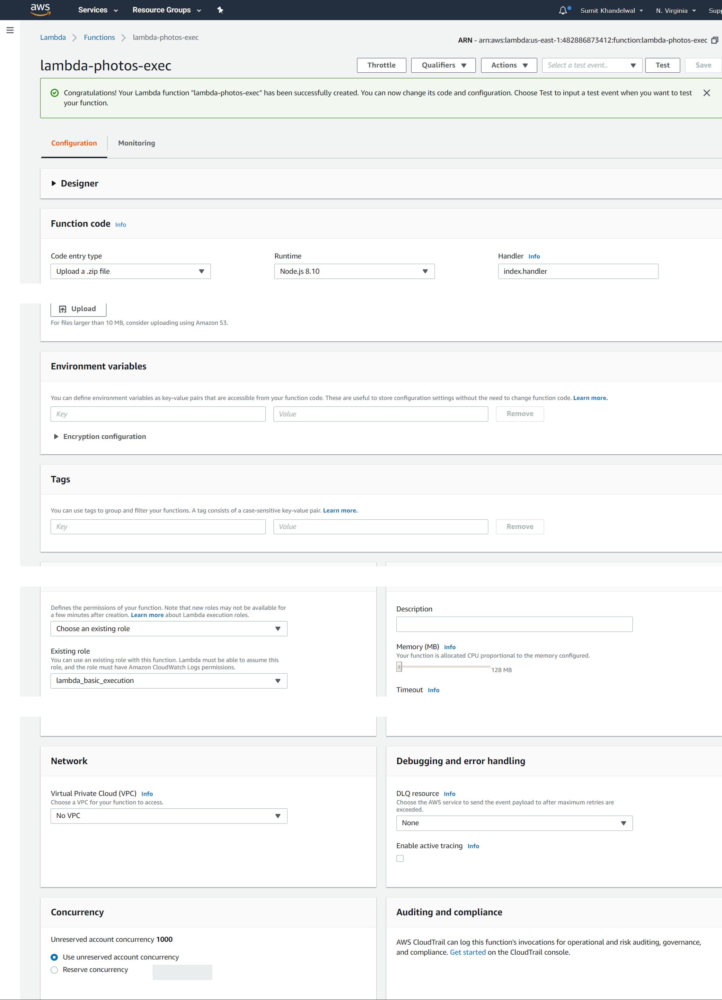 aws Services Resource Groups Sumit Khandelwal N. Virginia Supp
Lambda Functions lambda-photos-exec
ARN - arn:aws:lambda:us-east-1:482886873412:function:lambda-photos-exec
lambda-photos-exec
Throttle Qualifiers Actions Select a test event.. Test Save
Congratulations! Your Lambda function "lambda-photos-exec" has been successfully created. You can now change its code and configuration. Choose Test to input a test event when you want to test
your function.
Configuration Monitoring
Designer
Function code Info
Code entry type Runtime Handler Info
Upload a .zip file Node.js 8.10 index.handler
Upload
For files larger than 10 MB, consider uploading using Amazon S3.
Environment variables
You can define environment variables as key-value pairs that are accessible from your function code. These are useful to store configuration settings without the need to change function code. Learn more.
Key Value Remove
Encryption configuration
Tags
You can use tags to group and filter your functions. A tag consists of a case-sensitive key-value pair. Learn more.
Key Value Remove
Defines the permissions of your function. Note that new roles may not be available for
a few minutes after creation. Learn more about Lambda execution roles.
Choose an existing role
Existing role
You can use an existing role with this function. Lambda must be able to assume this
role, and the role must have Amazon CloudWatch Logs permissions.
lambda_basic_execution
Description
Memory (MB) Info
Your function is allocated CPU proportional to the memory configured.
128 MB
Timeout Info
Network
Virtual Private Cloud (VPC) Info
Choose a VPC for your function to access.
No VPC
Debugging and error handling
DLQ resource Info
Choose the AWS service to send the event payload to after maximum retries are
exceeded.
None
Enable active tracing Info
Concurrency
Unreserved account concurrency 1000
Use unreserved account concurrency
Reserve concurrency
Auditing and compliance
AWS CloudTrail can log this function's invocations for operational and risk auditing, governance,
and compliance. Get started on the CloudTrail console.